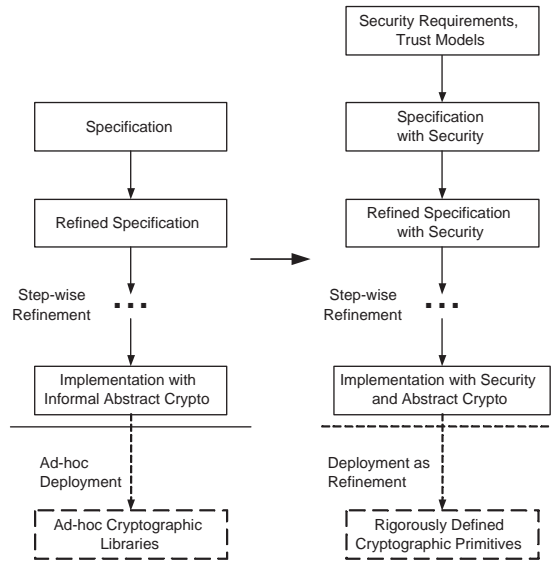 Specification
Refined Specification
Step-wise
Refinement
Implementation with
Informal Abstract Crypto
Ad-hoc
Deployment
Ad-hoc Cryptographic
Libraries
Security Requirements,
Trust Models
Specification
with Security
Refined Specification
with Security
Step-wise
Refinement
Implementation with Security
and Abstract Crypto
Deployment as
Refinement
Rigorously Defined
Cryptographic Primitives